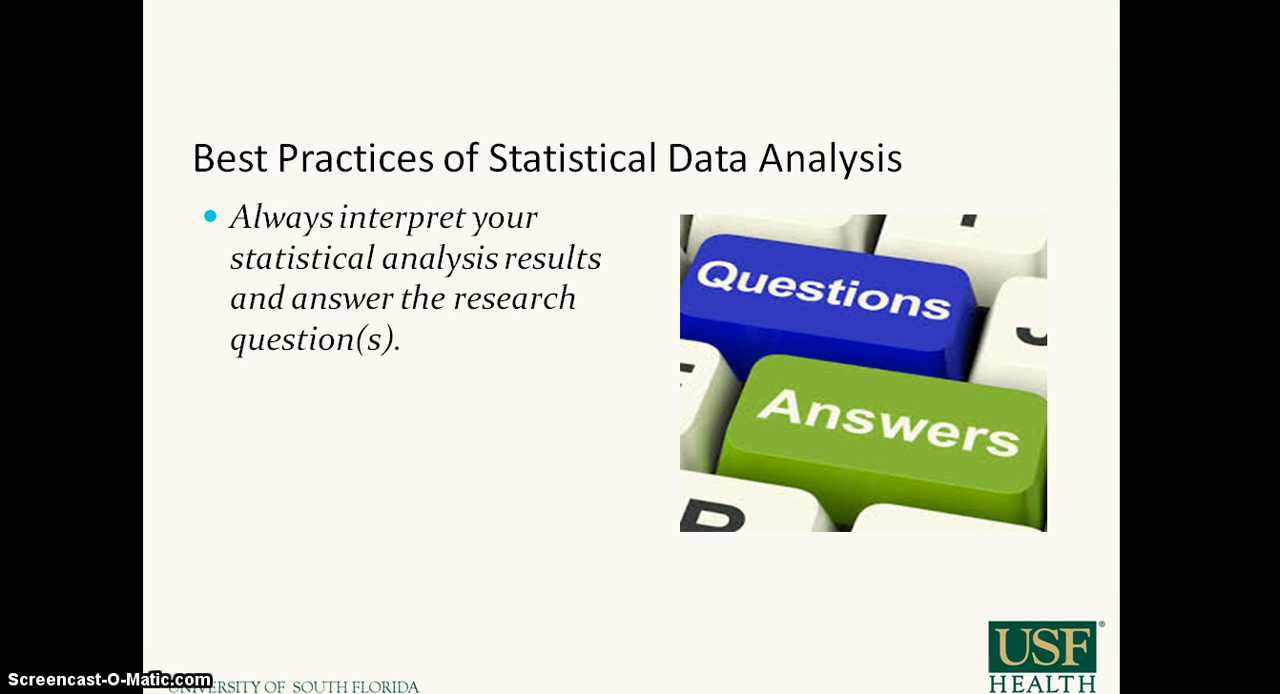 Best Practices of Statistical Data Analysis
Always interpret your
statistical analysis results
and answer the research
question(s).
Questions
Answers
J
R
USF®
HEALTH
Screencast-O-Matic.com
UNIVERSITY OF SOUTH FLORIDA